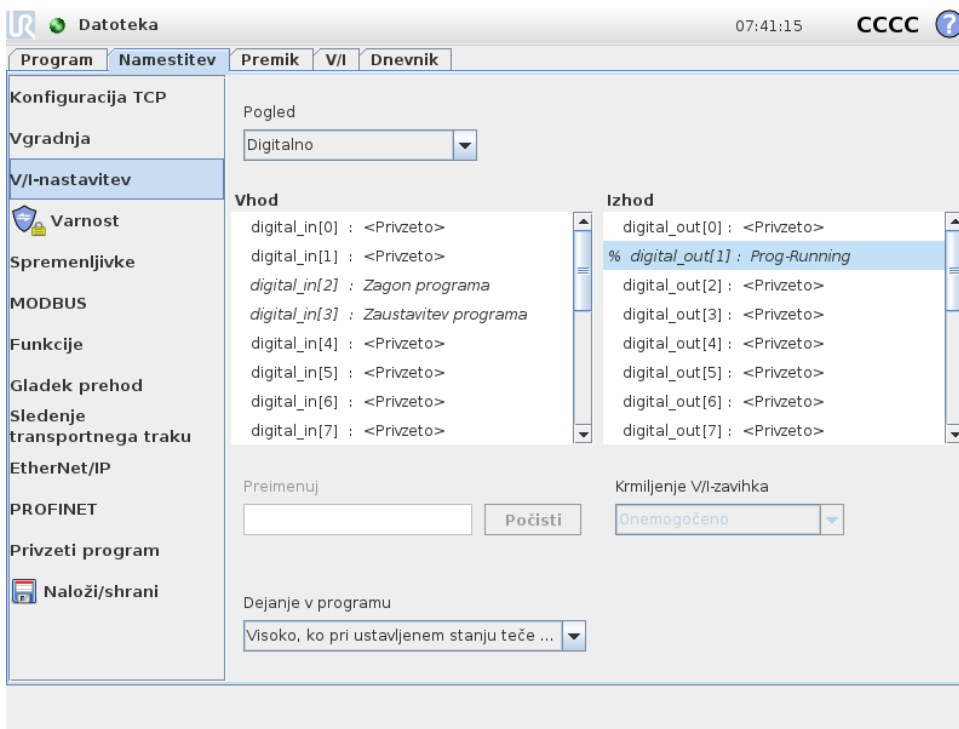 UR Datoteka 07:41:15 CCCC ?
Program Namestitev Premik V/I Dnevnik
Konfiguracija TCP
Vgradnja
V/I-nastavitev
Varnost
Spremenljivke
MODBUS
Funkcije
Gladek prehod
Sledenje
transportnega traku
EtherNet/IP
PROFINET
Privzeti program
Naloži/shrani
Pogled
Digitalno
Vhod
digital_in[0] : <Privzeto>
digital_in[1] : <Privzeto>
digital_in[2] : Zagon programa
digital_in[3] : Zaustavitev programa
digital_in[4] : <Privzeto>
digital_in[5] : <Privzeto>
digital_in[6] : <Privzeto>
digital_in[7] : <Privzeto>
Izhod
digital_out[0] : <Privzeto>
% digital_out[1] : Prog-Running
digital_out[2] : <Privzeto>
digital_out[3] : <Privzeto>
digital_out[4] : <Privzeto>
digital_out[5] : <Privzeto>
digital_out[6] : <Privzeto>
digital_out[7] : <Privzeto>
Preimenuj
Počisti
Krmiljenje V/I-zavihka
Onemogočeno
Dejanje v programu
Visoko, ko pri ustavljenem stanju teče ...